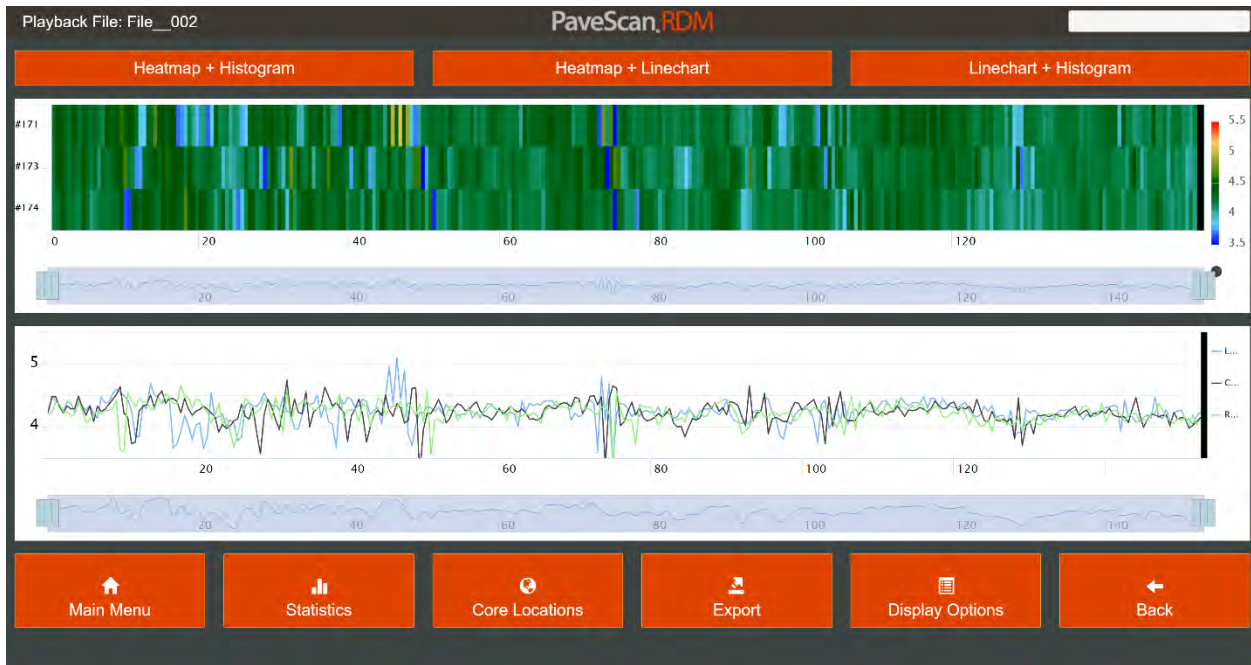 Playback File: File__002
PaveScan.RDM
Heatmap + Histogram Heatmap + Linechart Linechart + Histogram
#171
#173
#174
5.5
5
4.5
4
3.5
0 20 40 60 80 100 120
20 40 60 80 100 120 140
5
4
L...
C...
R...
20 40 60 80 100 120
20 40 60 80 100 120 140
Main Menu Statistics Core Locations Export Display Options Back